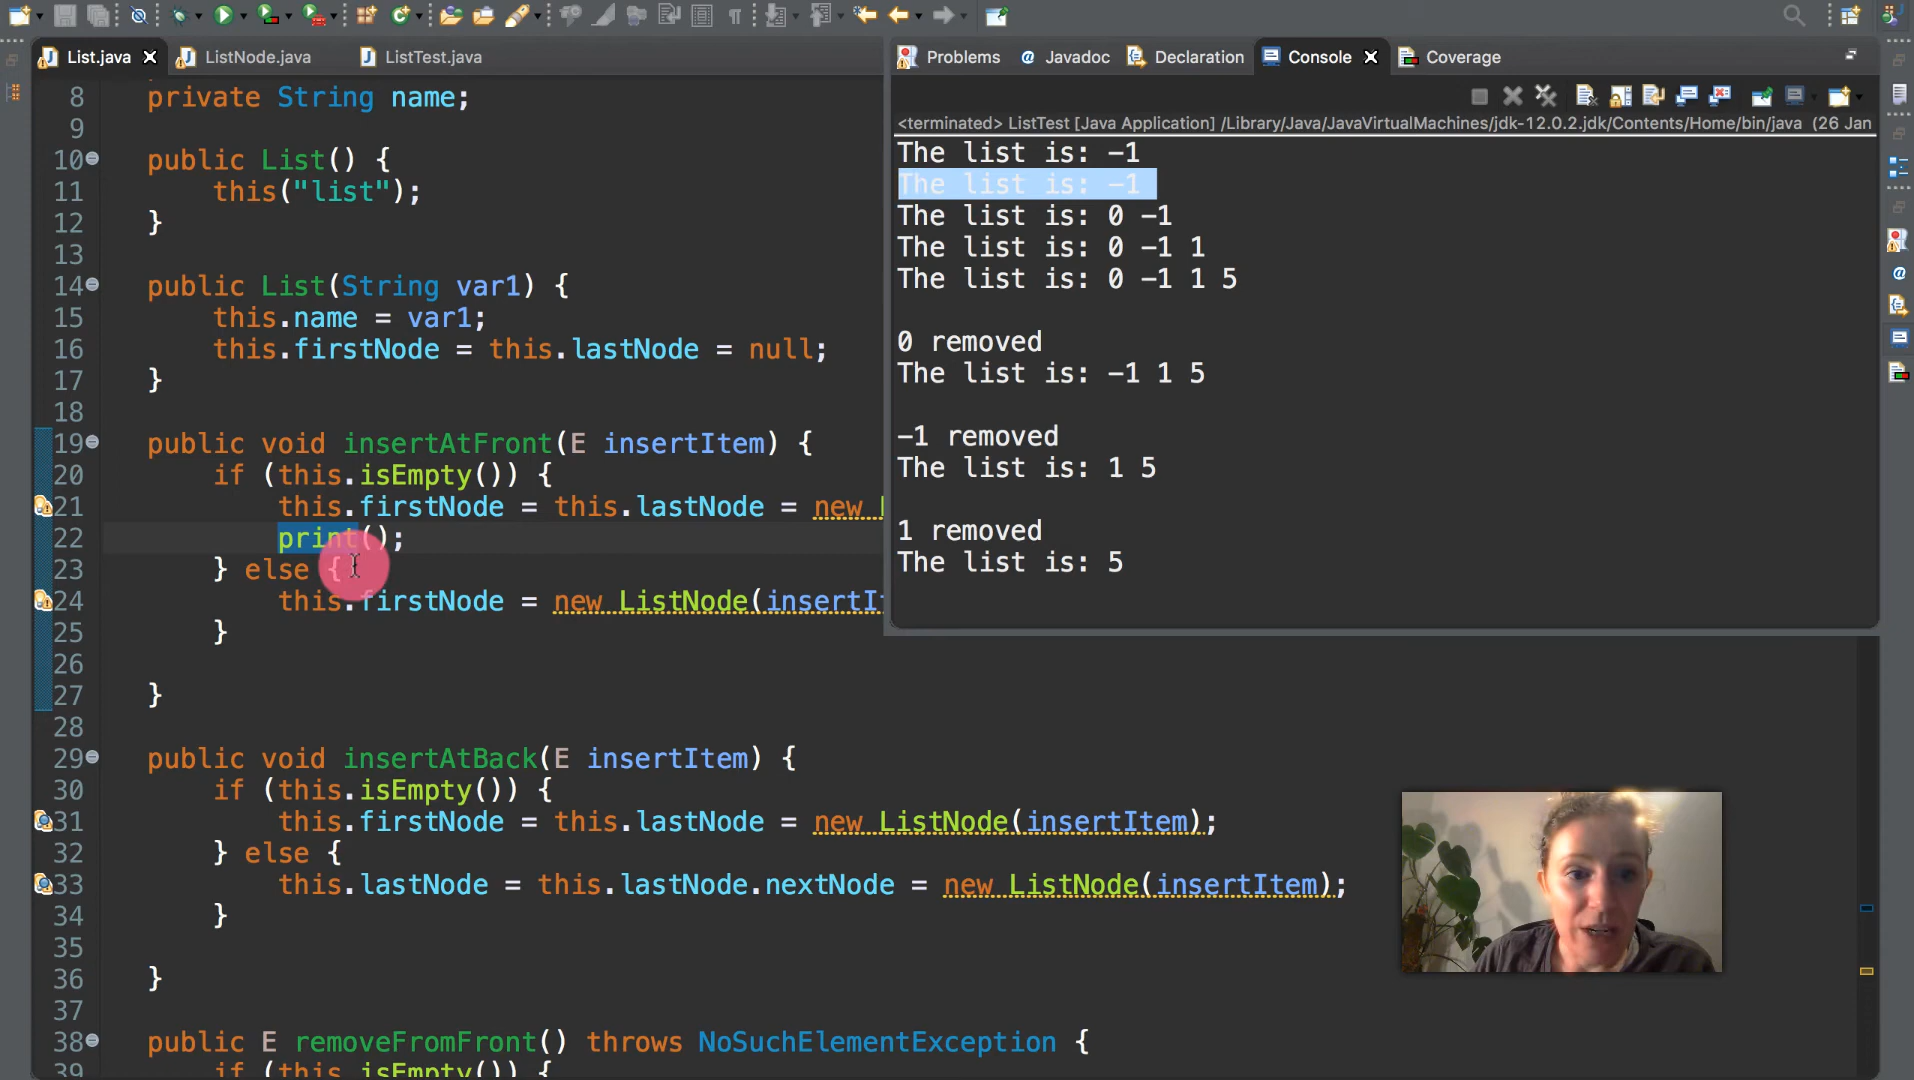 List.java
ListNode.java
ListTest.java
8 private String name;
9
10 public List() {
11 this("list");
12 }
13
14 public List(String var1) {
15 this.name = var1;
16 this.firstNode = this.lastNode = null;
17 }
18
19 public void insertAtFront(E insertItem) {
20 if (this.isEmpty()) {
21 this.firstNode = this.lastNode = new
22 print();
23 } else {
24 this.firstNode = new ListNode(insertI
25 }
26
27 }
28
29 public void insertAtBack(E insertItem) {
30 if (this.isEmpty()) {
31 this.firstNode = this.lastNode = new ListNode(insertItem);
32 } else {
33 this.lastNode = this.lastNode.nextNode = new ListNode(insertItem);
34 }
35
36 }
37
38 public E removeFromFront() throws NoSuchElementException {
39 if (this.isEmpty()) {
Problems
@ Javadoc
Declaration
Console
Coverage
<terminated> ListTest [Java Application] /Library/Java/JavaVirtualMachines/jdk-12.0.2.jdk/Contents/Home/bin/java (26 Jan
The list is: -1
The list is: -1
The list is: 0 -1
The list is: 0 -1 1
The list is: 0 -1 1 5
0 removed
The list is: -1 1 5
-1 removed
The list is: 1 5
1 removed
The list is: 5